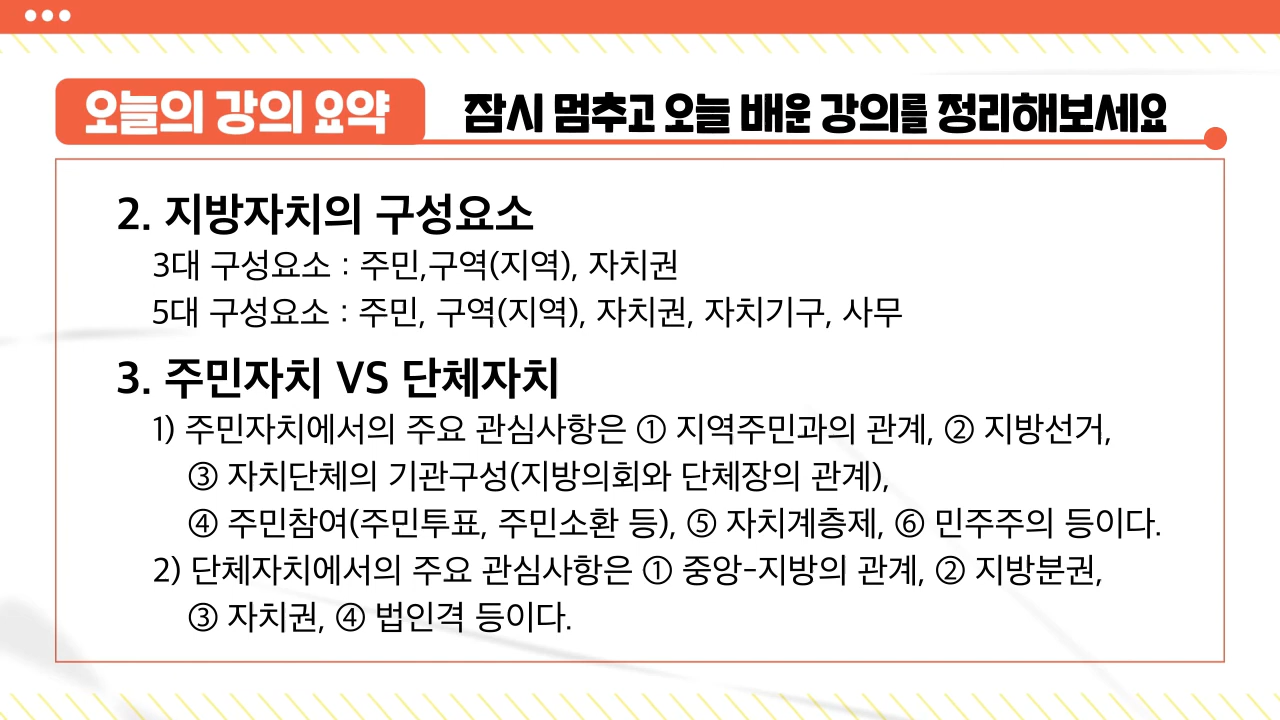 오늘의 강의 요약
잠시 멈추고 오늘 배운 강의를 정리해보세요
2. 지방자치의 구성요소
3대 구성요소 : 주민,구역(지역), 자치권
5대 구성요소 : 주민, 구역(지역), 자치권, 자치기구, 사무
3. 주민자치 VS 단체자치
1) 주민자치에서의 주요 관심사항은 ① 지역주민과의 관계, ② 지방선거,
③ 자치단체의 기관구성(지방의회와 단체장의 관계),
④ 주민참여(주민투표, 주민소환 등), ⑤ 자치계층제, ⑥ 민주주의 등이다.
2) 단체자치에서의 주요 관심사항은 ① 중앙-지방의 관계, ② 지방분권,
③ 자치권, ④ 법인격 등이다.